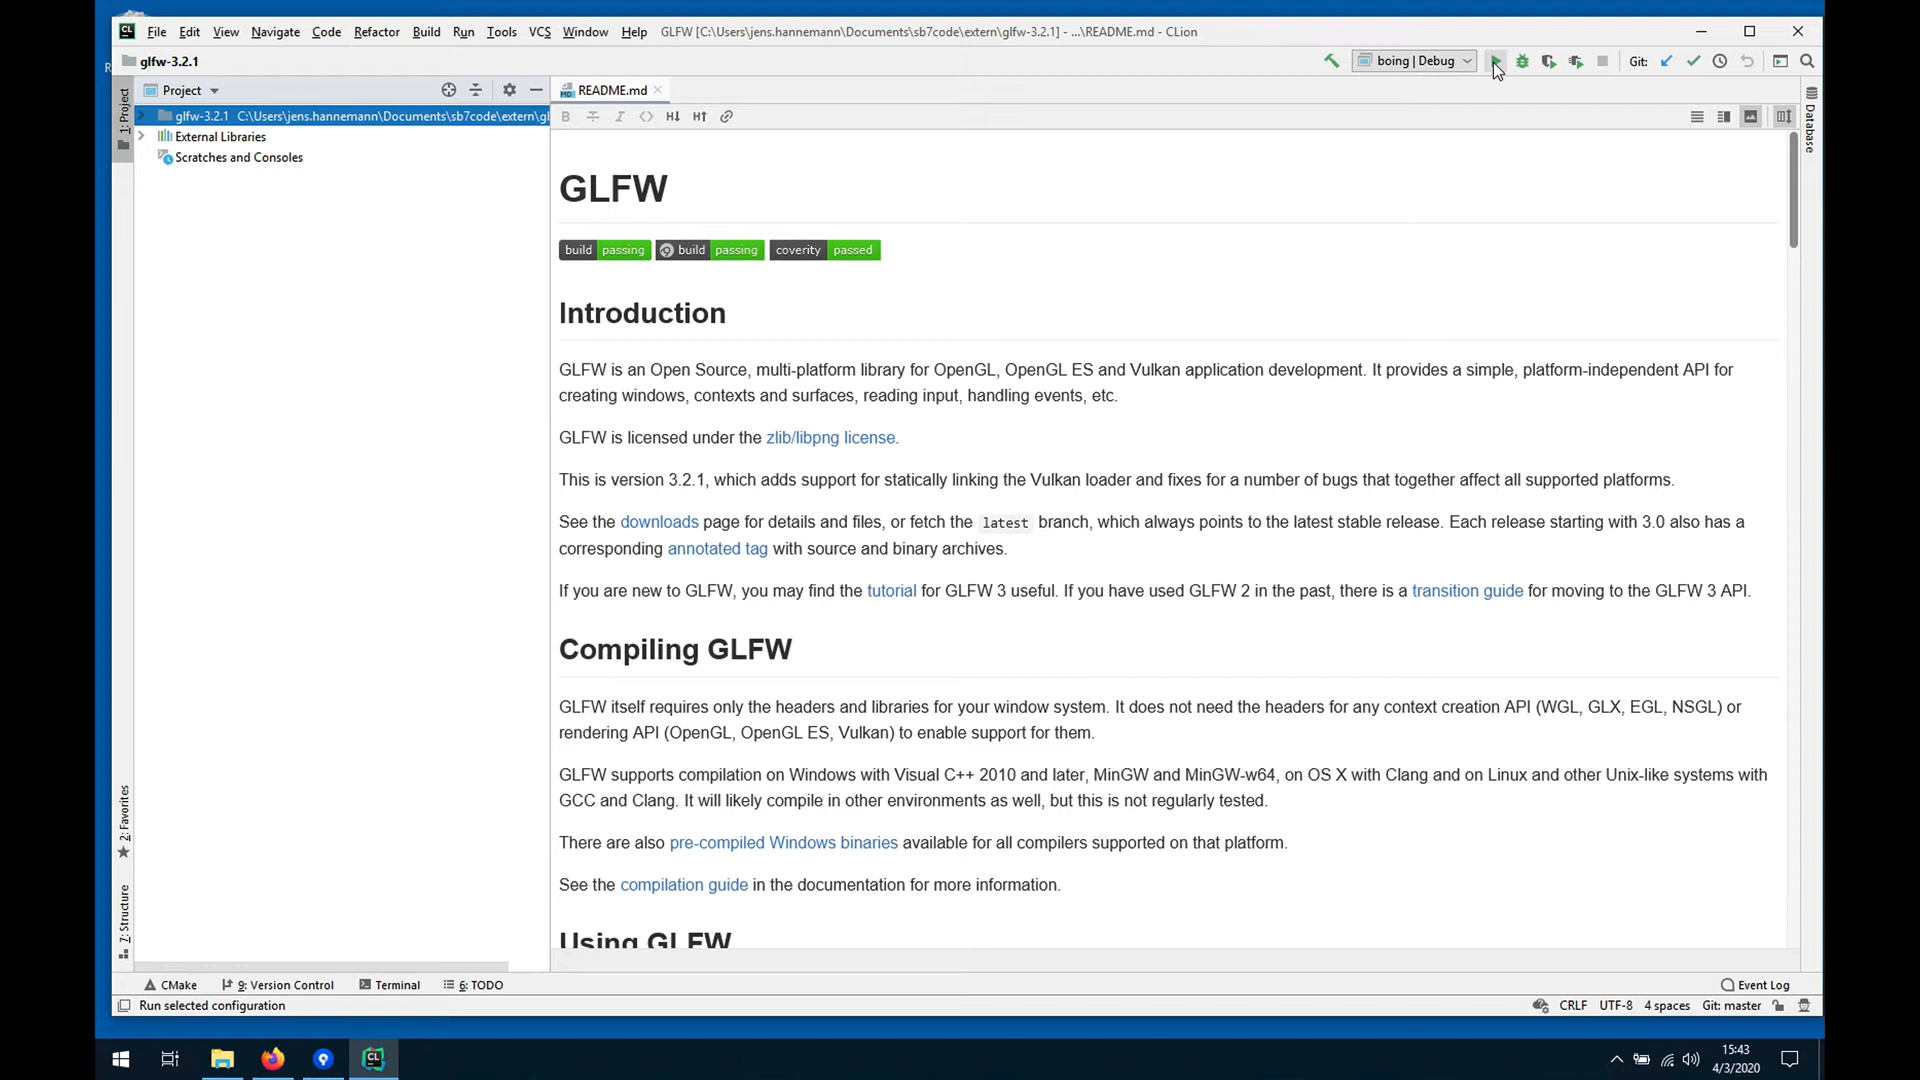 CL File Edit View Navigate Code Refactor Build Run Tools VCS Window Help GLFW [C:\Users\jens.hannemann\Documents\sb7code\extern\glfw-3.2.1] - ...\README.md - CLion
glfw-3.2.1 boing | Debug Git:
Project README.md
1: Project
glfw-3.2.1 C:\Users\jens.hannemann\Documents\sb7code\extern\gl
External Libraries
Scratches and Consoles
Database
GLFW
build passing build passing coverity passed
Introduction
GLFW is an Open Source, multi-platform library for OpenGL, OpenGL ES and Vulkan application development. It provides a simple, platform-independent API for
creating windows, contexts and surfaces, reading input, handling events, etc.
GLFW is licensed under the zlib/libpng license.
This is version 3.2.1, which adds support for statically linking the Vulkan loader and fixes for a number of bugs that together affect all supported platforms.
See the downloads page for details and files, or fetch the latest branch, which always points to the latest stable release. Each release starting with 3.0 also has a
corresponding annotated tag with source and binary archives.
If you are new to GLFW, you may find the tutorial for GLFW 3 useful. If you have used GLFW 2 in the past, there is a transition guide for moving to the GLFW 3 API.
Compiling GLFW
GLFW itself requires only the headers and libraries for your window system. It does not need the headers for any context creation API (WGL, GLX, EGL, NSGL) or
rendering API (OpenGL, OpenGL ES, Vulkan) to enable support for them.
GLFW supports compilation on Windows with Visual C++ 2010 and later, MinGW and MinGW-w64, on OS X with Clang and on Linux and other Unix-like systems with
GCC and Clang. It will likely compile in other environments as well, but this is not regularly tested.
There are also pre-compiled Windows binaries available for all compilers supported on that platform.
See the compilation guide in the documentation for more information.
Using GLFW
2: Favorites
7: Structure
CMake 9: Version Control Terminal 6: TODO Event Log
Run selected configuration CRLF UTF-8 4 spaces Git: master
CL
15:43
4/3/2020